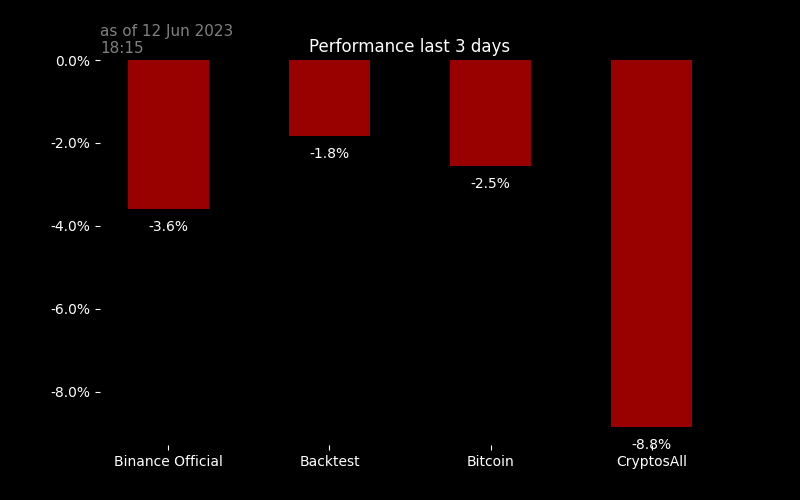 as of 12 Jun 2023
18:15
Performance last 3 days
0.0%
-2.0%
-4.0%
-6.0%
-8.0%
-3.6%
-1.8%
-2.5%
-8.8%
Binance Official
Backtest
Bitcoin
CryptosAll